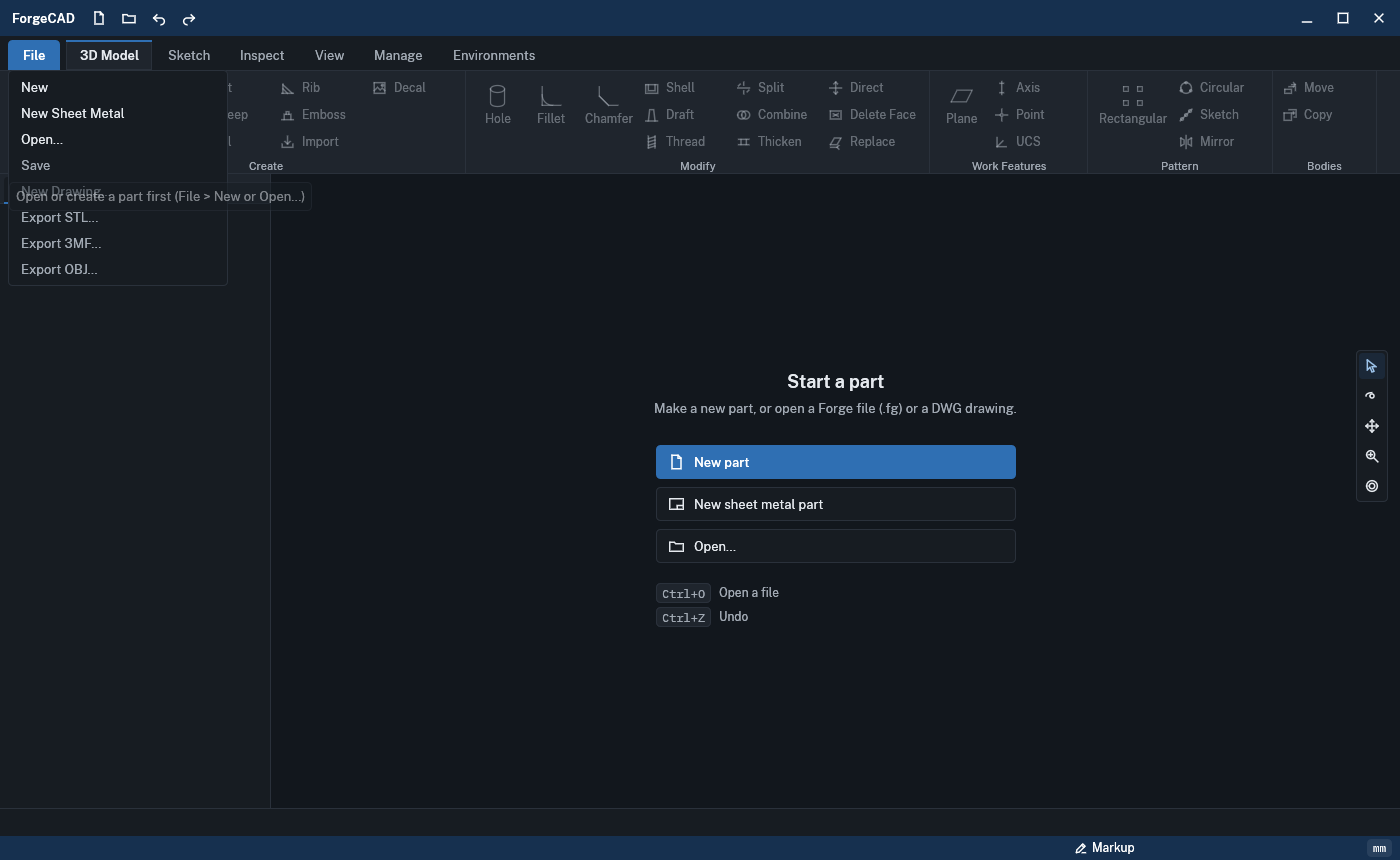 ForgeCAD
File 3D Model Sketch Inspect View Manage Environments
New
New Sheet Metal
Open...
Save
New Drawing...
Open or create a part first (File > New or Open...)
Export STL...
Export 3MF...
Export OBJ...
Rib Decal
Emboss
Import
Create
Hole Fillet Chamfer
Shell Split Direct
Draft Combine Delete Face
Thread Thicken Replace
Modify
Plane
Axis
Point
UCS
Work Features
Rectangular
Circular
Sketch
Mirror
Pattern
Move
Copy
Bodies
Start a part
Make a new part, or open a Forge file (.fg) or a DWG drawing.
New part
New sheet metal part
Open...
Ctrl+O Open a file
Ctrl+Z Undo
Markup
mm